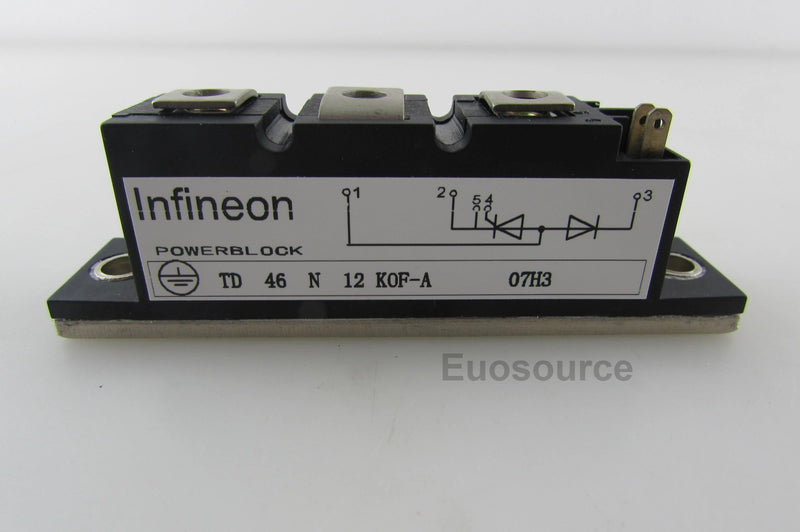 Infineon
POWERBLOCK
1 2 5 4 3
TD 46 N 12 KOF-A 07H3
Euosource